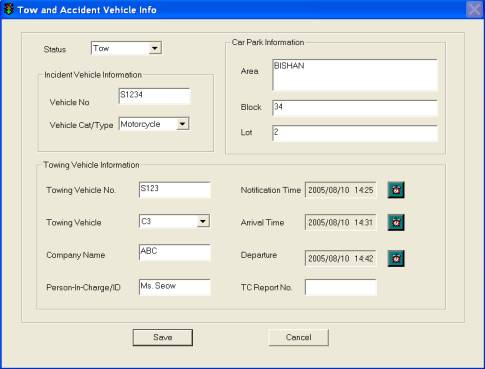 Tow and Accident Vehicle Info
Status Tow
Incident Vehicle Information
Vehicle No S1234
Vehicle Cat/Type Motorcycle
Car Park Information
Area BISHAN
Block 34
Lot 2
Towing Vehicle Information
Towing Vehicle No. S123
Towing Vehicle C3
Company Name ABC
Person-In-Charge/ID Ms. Seow
Notification Time 2005/08/10 14:25
Arrival Time 2005/08/10 14:31
Departure 2005/08/10 14:42
TC Report No.
Save Cancel